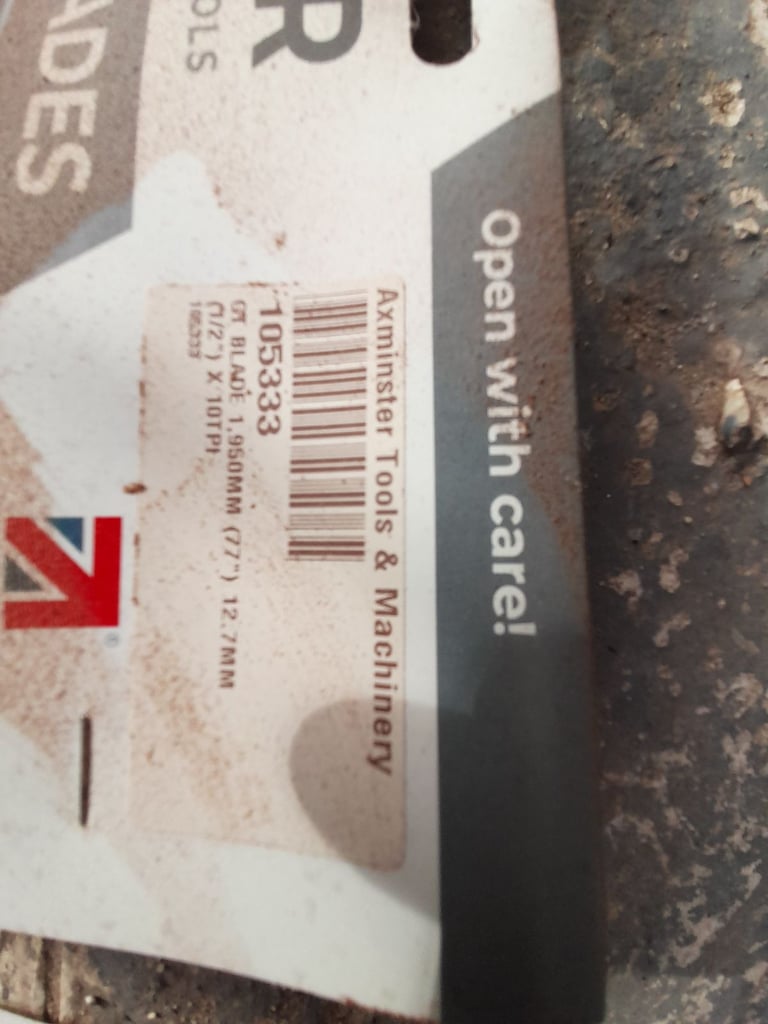 R
OLS
ADES
Open with care!
Axminster Tools & Machinery
105333
GT BLADE 1,950MM (77") 12.7MM
(1/2") X 10TPI
105333
®